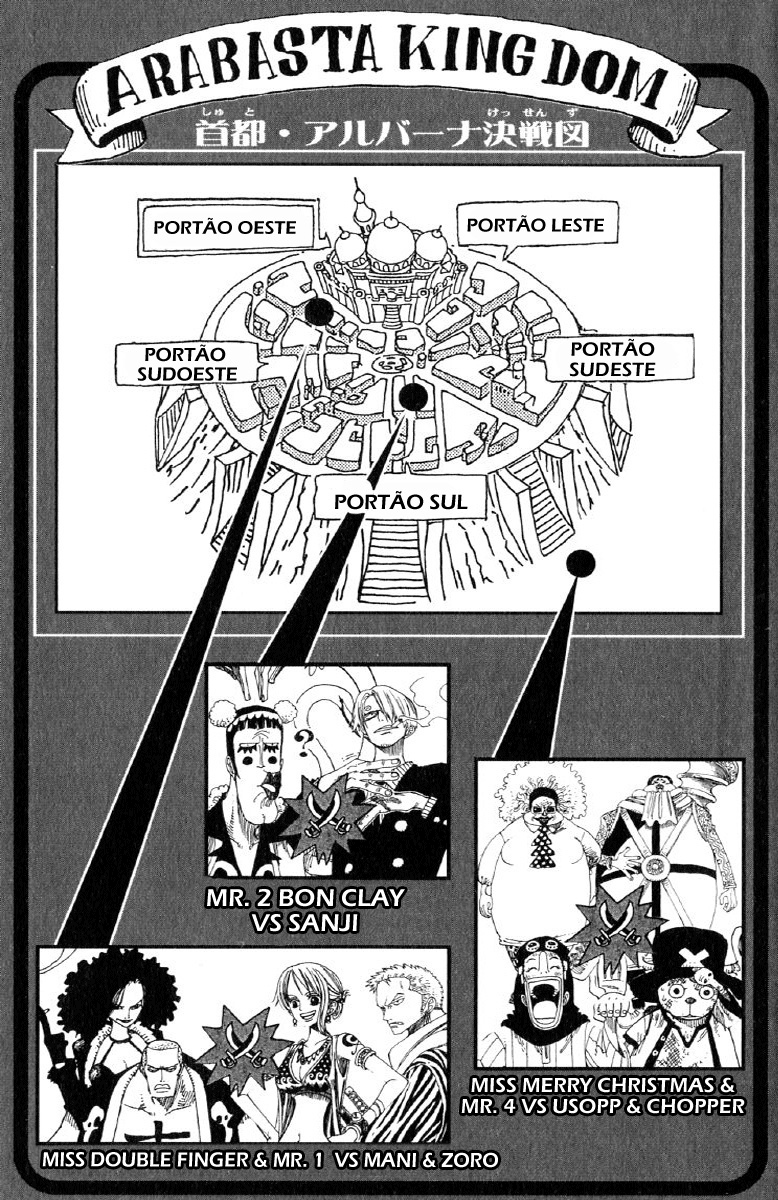 ARABASTA KINGDOM
しゅ と けっ せん ず
首都・アルバーナ決戦図
PORTÃO OESTE
PORTÃO LESTE
PORTÃO
SUDOESTE
PORTÃO
SUDESTE
PORTÃO SUL
?
MR. 2 BON CLAY
VS SANJI
MISS MERRY CHRISTMAS &
MR. 4 VS USOPP & CHOPPER
MISS DOUBLE FINGER & MR. 1 VS MANI & ZORO